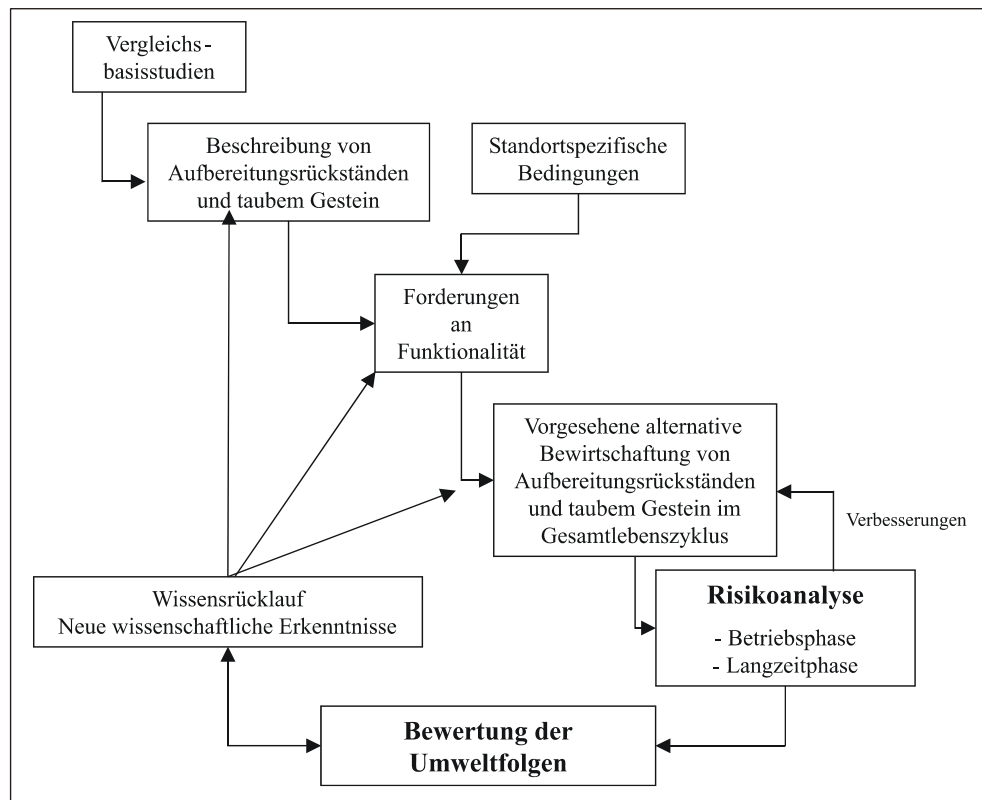 Vergleichs-
basisstudien
Beschreibung von
Aufbereitungsrückständen
und taubem Gestein
Standortspezifische
Bedingungen
Forderungen
an
Funktionalität
Vorgesehene alternative
Bewirtschaftung von
Aufbereitungsrückständen
und taubem Gestein im
Gesamtlebenszyklus
Verbesserungen
Wissensrücklauf
Neue wissenschaftliche Erkenntnisse
Risikoanalyse
- Betriebsphase
- Langzeitphase
Bewertung der
Umweltfolgen